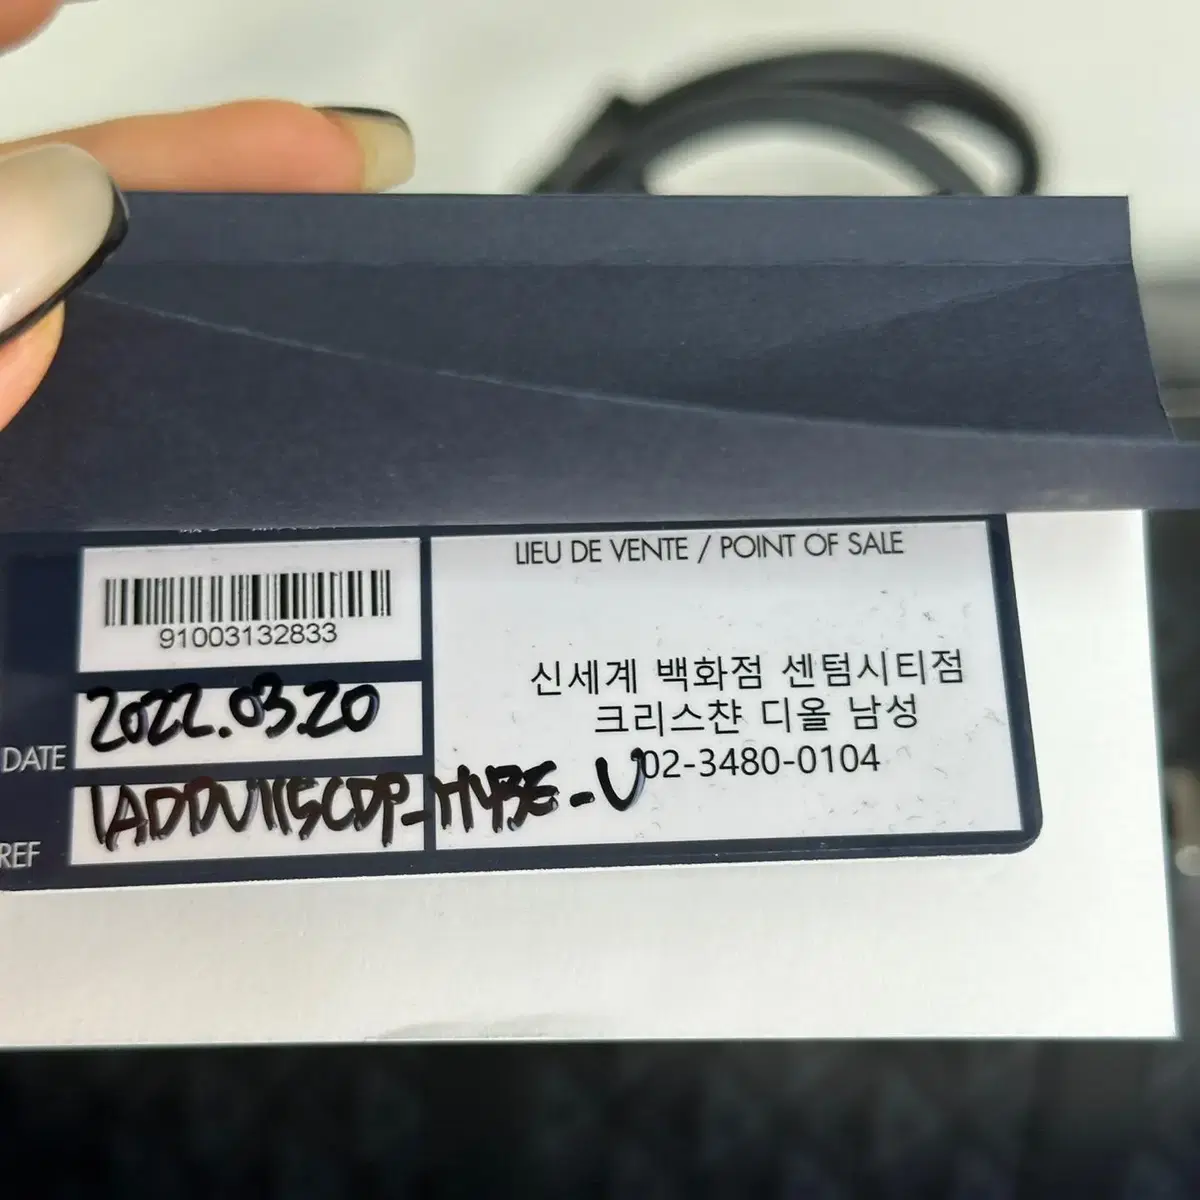 91003132833
DATE 2022.03.20
REF 1ADDU115CDP_H43E-U
LIEU DE VENTE / POINT OF SALE
신세계 백화점 센텀시티점
크리스챤 디올 남성
02-3480-0104